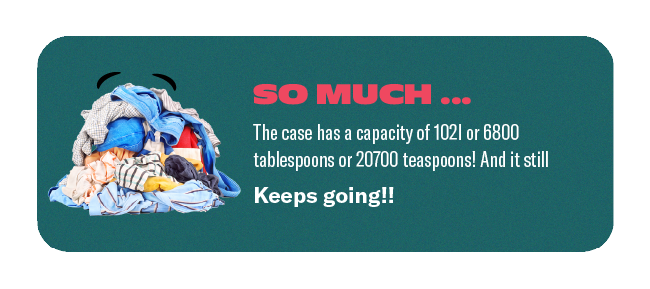 SO MUCH ...
The case has a capacity of 102l or 6800
tablespoons or 20700 teaspoons! And it still
Keeps going!!